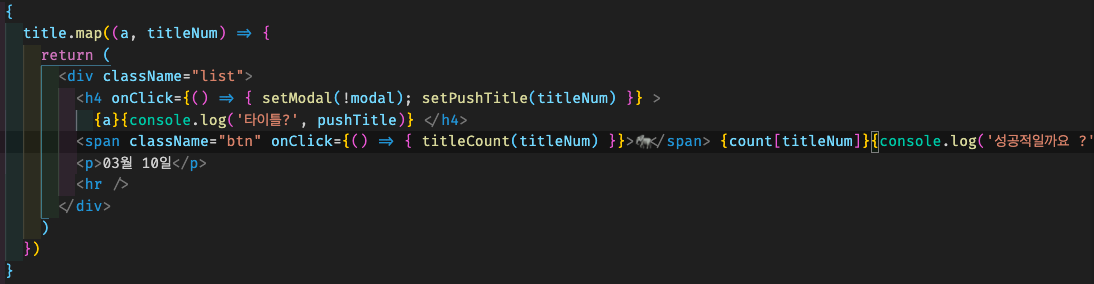 {
title.map((a, titleNum) => {
return (
<div className="list">
<h4 onClick={() => { setModal(!modal); setPushTitle(titleNum) }} >
{a}{console.log('타이틀?', pushTitle)} </h4>
<span className="btn" onClick={() => { titleCount(titleNum) }}>🐜</span> {count[titleNum]}{console.log('성공적일까요 ?'
<p>03월 10일</p>
<hr />
</div>
)
})
}